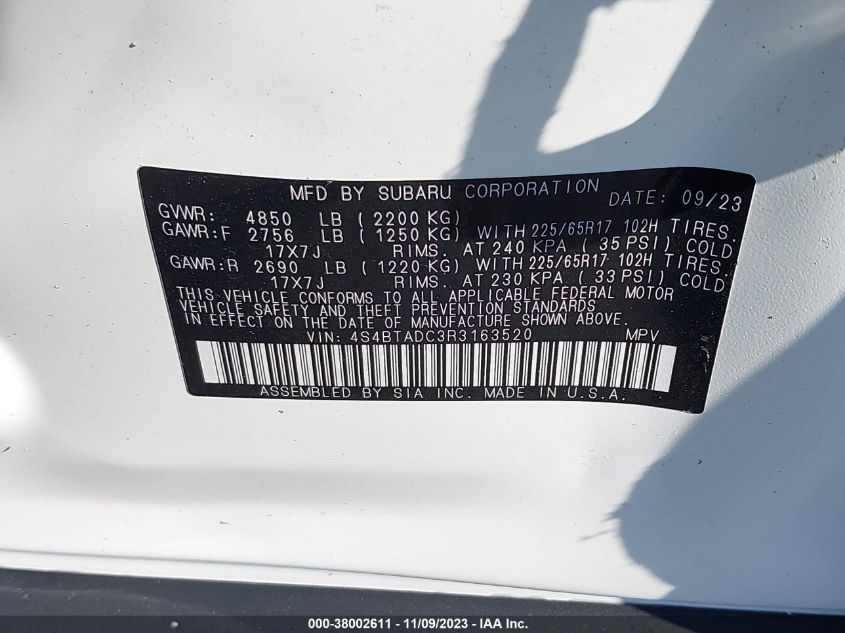 MFD BY SUBARU CORPORATION DATE: 09/23
GVWR: 4850 LB (2200 KG)
GAWR:F 2756 LB (1250 KG) WITH 225/65R17 102H TIRES.
17X7J RIMS. AT 240 KPA (35 PSI) COLD
GAWR:R 2690 LB (1220 KG) WITH 225/65R17 102H TIRES.
17X7J RIMS. AT 230 KPA (33 PSI) COLD
THIS VEHICLE CONFORMS TO ALL APPLICABLE FEDERAL MOTOR
VEHICLE SAFETY AND THEFT PREVENTION STANDARDS
IN EFFECT ON THE DATE OF MANUFACTURE SHOWN ABOVE.
VIN: 4S4BTADC3R3163520 MPV
ASSEMBLED BY SIA INC. MADE IN U.S.A.
000-38002611 - 11/09/2023 - IAA Inc.